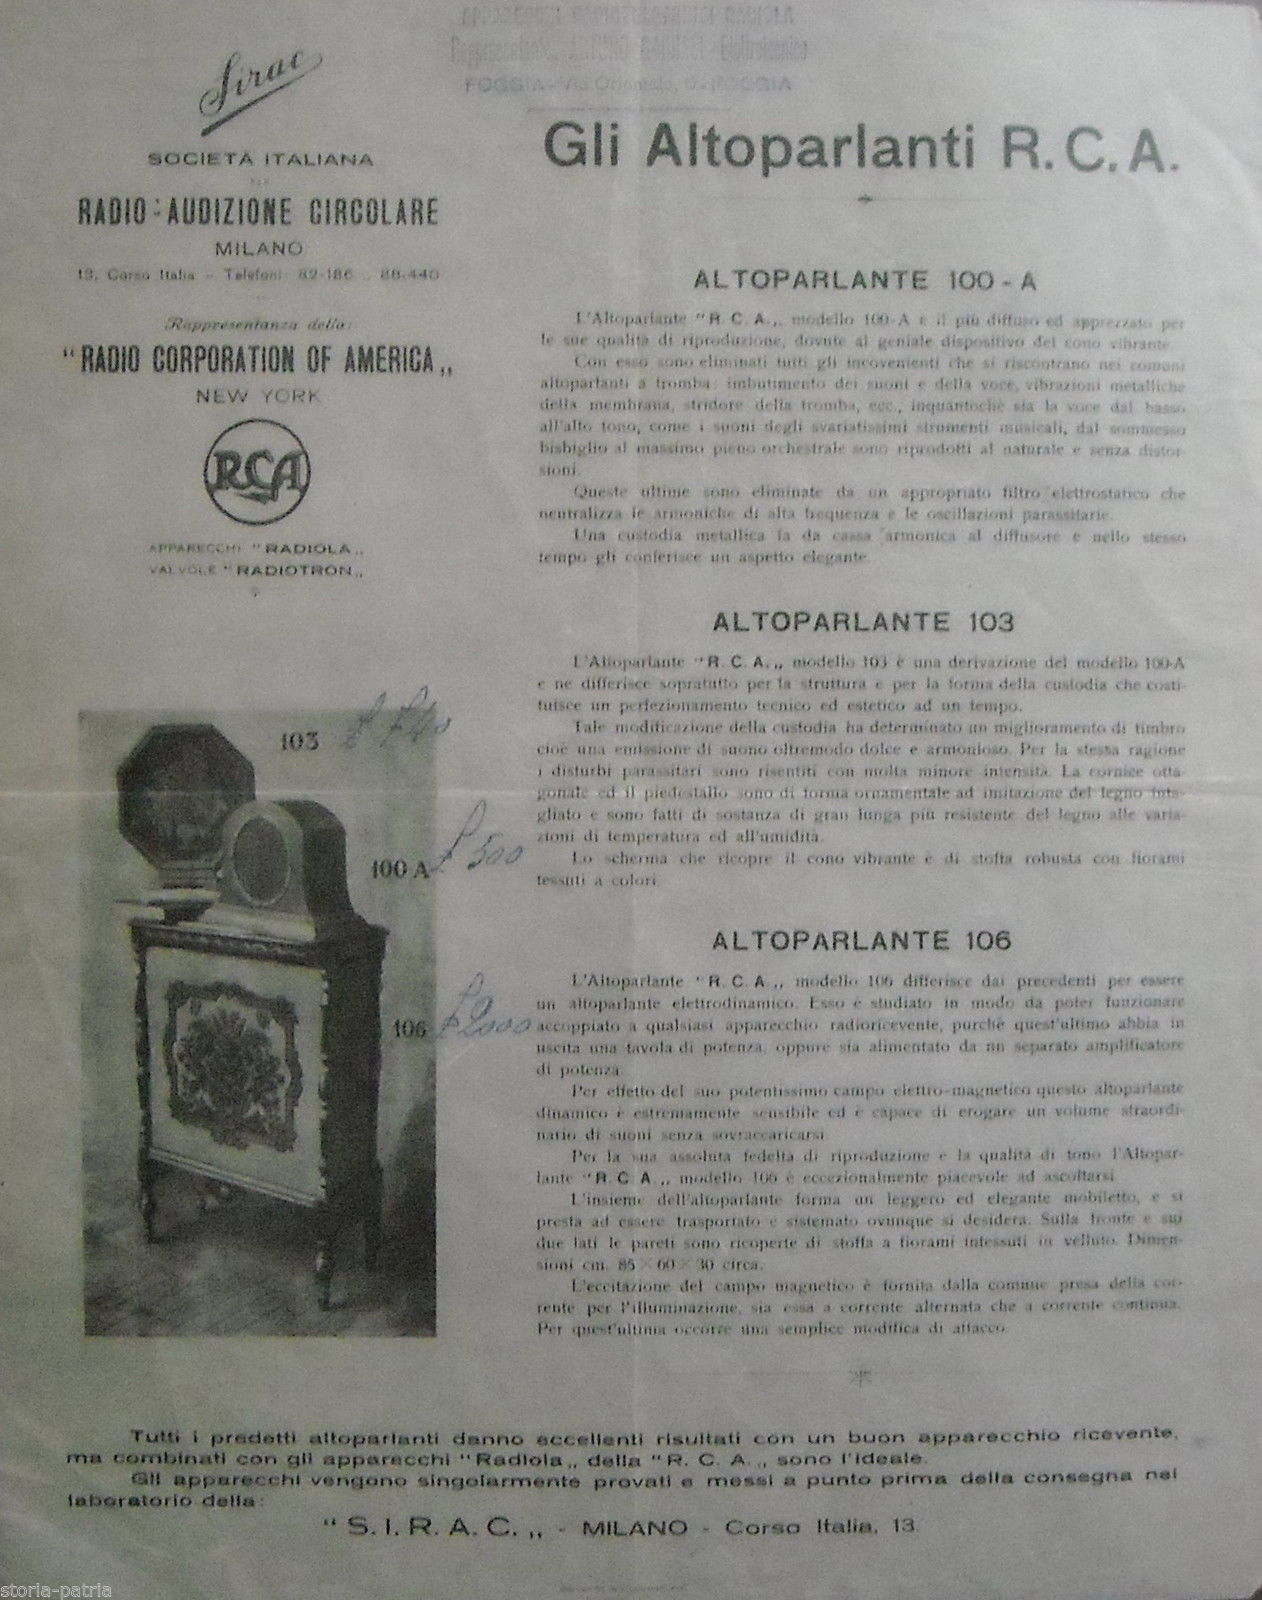 FOGGIA - Via Orientale, 6 - FOGGIA
Sirac
SOCIETÀ ITALIANA
PER
RADIO-AUDIZIONE CIRCOLARE
MILANO
13, Corso Italia - Telefoni: 82-186 .. 88-440
Rappresentanza della:
"RADIO CORPORATION OF AMERICA„
NEW YORK
RCA
APPARECCHI "RADIOLA„
VALVOLE "RADIOTRON„
103
100 A £ 500
106 £ 2000
Gli Altoparlanti R.C.A.
ALTOPARLANTE 100 - A
L'Altoparlante "R. C. A.„ modello 100-A e il più diffuso ed apprezzato per
le sue qualità di riproduzione, dovute al geniale dispositivo del cono vibrante.
Con esso sono eliminati tutti gli incovenienti che si riscontrano nei comuni
altoparlanti a tromba: imbutimento dei suoni e della voce, vibrazioni metalliche
della membrana, stridore della tromba, ecc., inquantochè sia la voce dal basso
all'alto tono, come i suoni degli svariatissimi strumenti musicali, dal sommesso
bisbiglio al massimo pieno orchestrale sono riprodotti al naturale e senza distor-
sioni.
Queste ultime sono eliminate da un appropriato filtro elettrostatico che
neutralizza le armoniche di alta frequenza e le oscillazioni parassitarie.
Una custodia metallica fa da cassa armonica al diffusore e nello stesso
tempo gli conferisce un aspetto elegante.
ALTOPARLANTE 103
L'Altoparlante "R. C. A.„ modello 103 è una derivazione del modello 100-A
e ne differisce sopratutto per la struttura e per la forma della custodia che costi-
tuisce un perfezionamento tecnico ed estetico ad un tempo.
Tale modificazione della custodia ha determinato un miglioramento di timbro
cioè una emissione di suono oltremodo dolce e armonioso. Per la stessa ragione
i disturbi parassitari sono risentiti con molta minore intensità. La cornice otta-
gonale ed il piedestallo sono di forma ornamentale ad imitazione del legno inta-
gliato e sono fatti di sostanza di gran lunga più resistente del legno alle varia-
zioni di temperatura ed all'umidità.
Lo scherma che ricopre il cono vibrante è di stoffa robusta con fiorami
tessuti a colori.
ALTOPARLANTE 106
L'Altoparlante "R. C. A.„ modello 106 differisce dai precedenti per essere
un altoparlante elettrodinamico. Esso è studiato in modo da poter funzionare
accoppiato a qualsiasi apparecchio radioricevente, purchè quest'ultimo abbia in
uscita una tavola di potenza, oppure sia alimentato da un separato amplificatore
di potenza.
Per effetto del suo potentissimo campo elettro-magnetico questo altoparlante
dinamico è estremamente sensibile ed è capace di erogare un volume straordi-
nario di suoni senza sovraccaricarsi.
Per la sua assoluta fedeltà di riproduzione e la qualità di tono l'Altopar-
lante "R. C. A.„ modello 106 è eccezionalmente piacevole ad ascoltarsi.
L'insieme dell'altoparlante forma un leggero ed elegante mobiletto, e si
presta ad essere trasportato e sistemato ovunque si desidera. Sulla fronte e sui
due lati le pareti sono ricoperte di stoffa a fiorami intessuti in velluto. Dimen-
sioni cm. 85 × 60 × 30 circa.
L'eccitazione del campo magnetico è fornita dalla comune presa della cor-
rente per l'illuminazione, sia essa a corrente alternata che a corrente continua.
Per quest'ultima occorre una semplice modifica di attacco.
Tutti i predetti altoparlanti danno eccellenti risultati con un buon apparecchio ricevente,
ma combinati con gli apparecchi "Radiola„ della "R. C. A.„ sono l'ideale.
Gli apparecchi vengono singolarmente provati e messi a punto prima della consegna nel
laboratorio della:
"S.I.R.A.C.„ - MILANO - Corso Italia, 13.
storia-patria